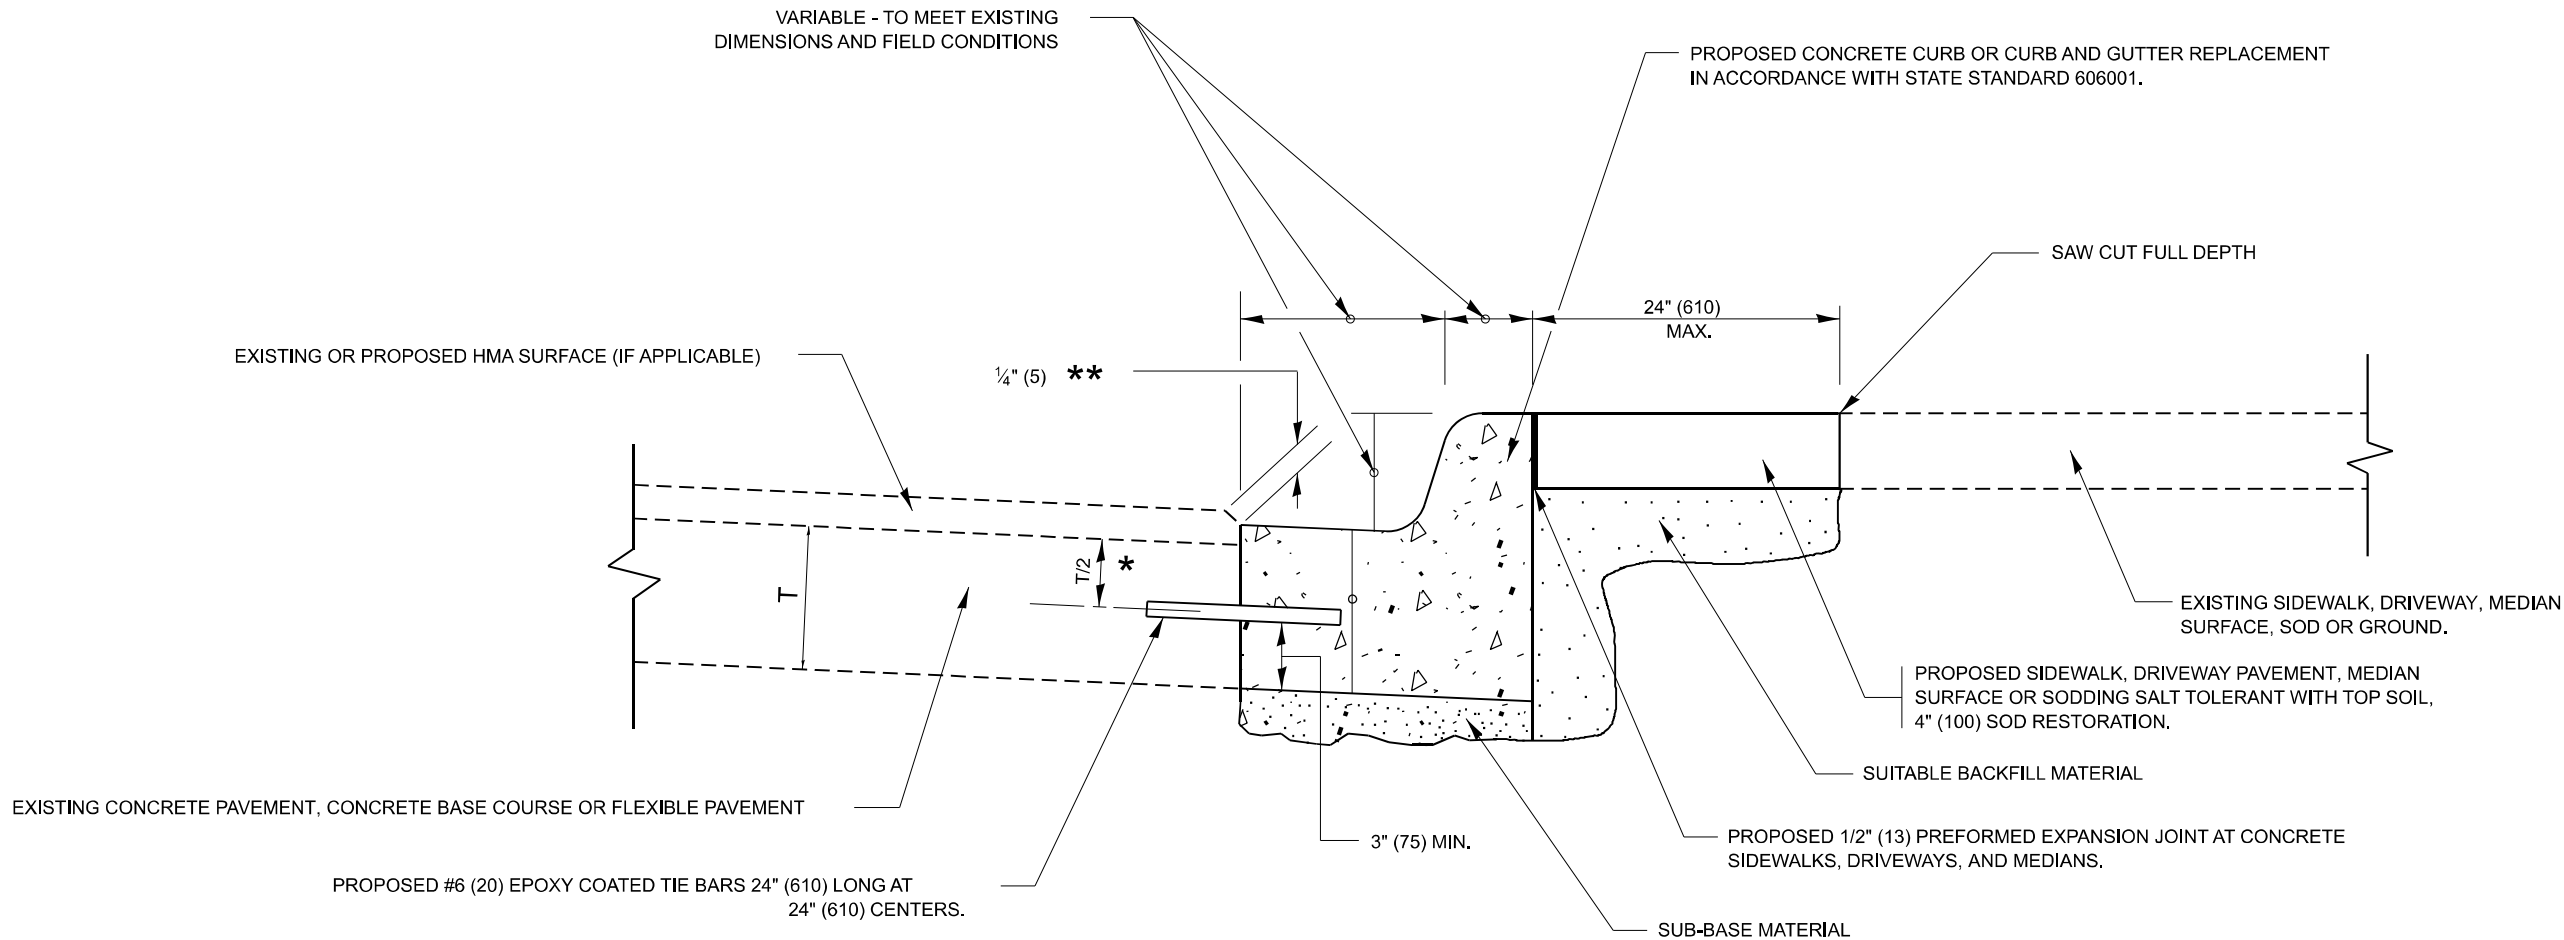 VARIABLE - TO MEET EXISTING
DIMENSIONS AND FIELD CONDITIONS
PROPOSED CONCRETE CURB OR CURB AND GUTTER REPLACEMENT
IN ACCORDANCE WITH STATE STANDARD 606001.
SAW CUT FULL DEPTH
24" (610)
MAX.
EXISTING OR PROPOSED HMA SURFACE (IF APPLICABLE)
¼" (5) **
T/2 *
T
EXISTING SIDEWALK, DRIVEWAY, MEDIAN
SURFACE, SOD OR GROUND.
PROPOSED SIDEWALK, DRIVEWAY PAVEMENT, MEDIAN
SURFACE OR SODDING SALT TOLERANT WITH TOP SOIL,
4" (100) SOD RESTORATION.
SUITABLE BACKFILL MATERIAL
EXISTING CONCRETE PAVEMENT, CONCRETE BASE COURSE OR FLEXIBLE PAVEMENT
3" (75) MIN.
PROPOSED 1/2" (13) PREFORMED EXPANSION JOINT AT CONCRETE
SIDEWALKS, DRIVEWAYS, AND MEDIANS.
PROPOSED #6 (20) EPOXY COATED TIE BARS 24" (610) LONG AT
24" (610) CENTERS.
SUB-BASE MATERIAL